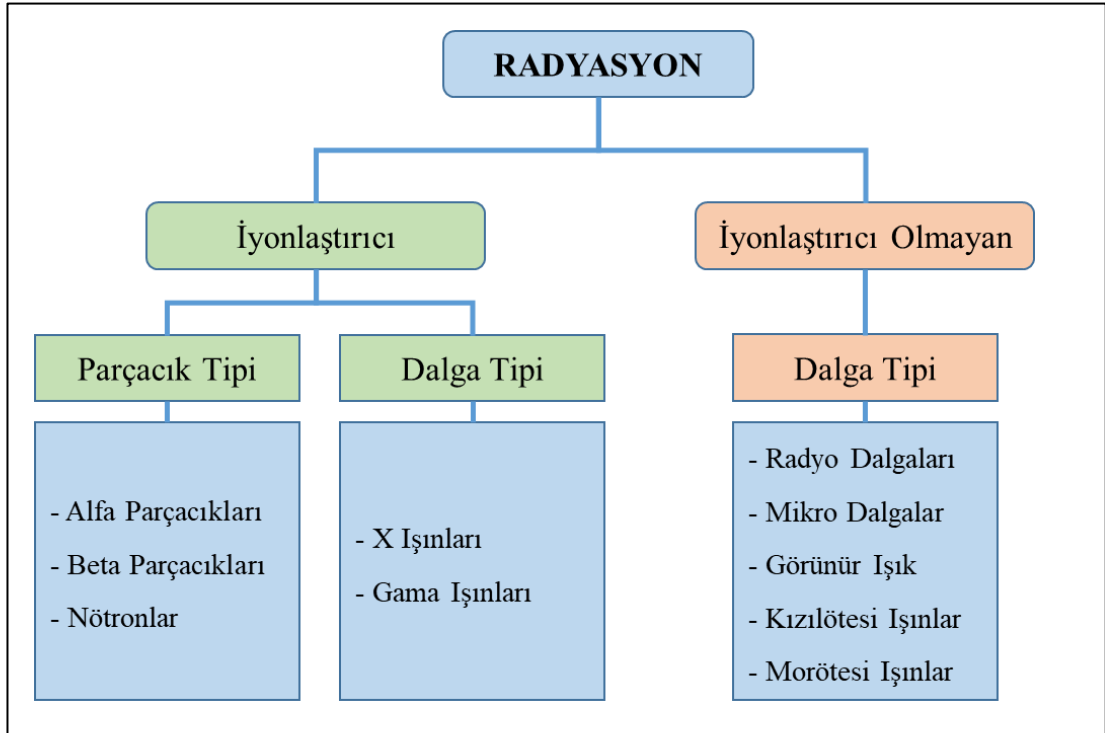 RADYASYON
İyonlaştırıcı
İyonlaştırıcı Olmayan
Parçacık Tipi
Dalga Tipi
Dalga Tipi
- Alfa Parçacıkları
- Beta Parçacıkları
- Nötronlar
- X Işınları
- Gama Işınları
- Radyo Dalgaları
- Mikro Dalgalar
- Görünür Işık
- Kızılötesi Işınlar
- Morötesi Işınlar